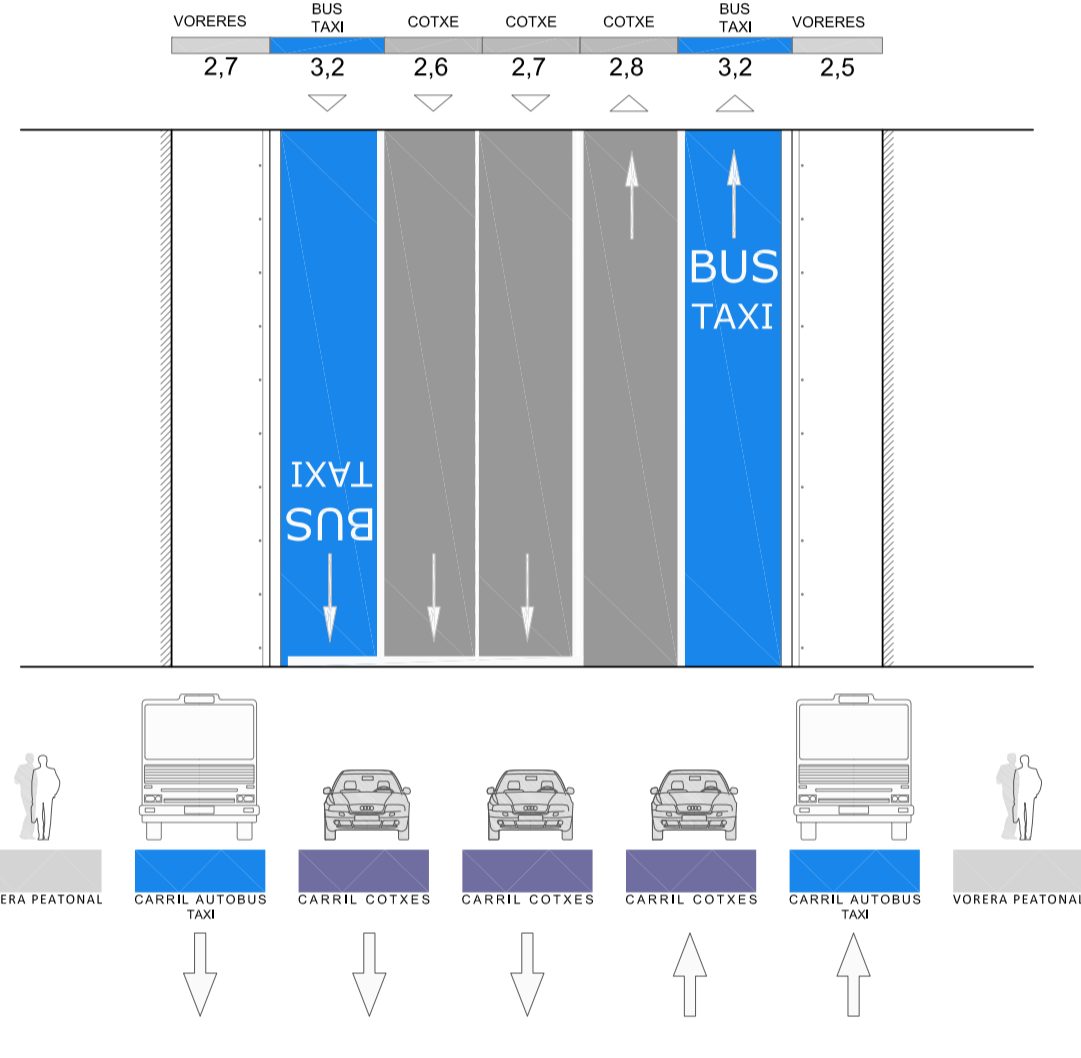 VORERES
BUS
TAXI
COTXE
COTXE
COTXE
BUS
TAXI
VORERES
2,7
3,2
2,6
2,7
2,8
3,2
2,5
BUS
TAXI
BUS
TAXI
ERA PEATONAL
CARRIL AUTOBUS
TAXI
CARRIL COTXES
CARRIL COTXES
CARRIL COTXES
CARRIL AUTOBUS
TAXI
VORERA PEATONAL